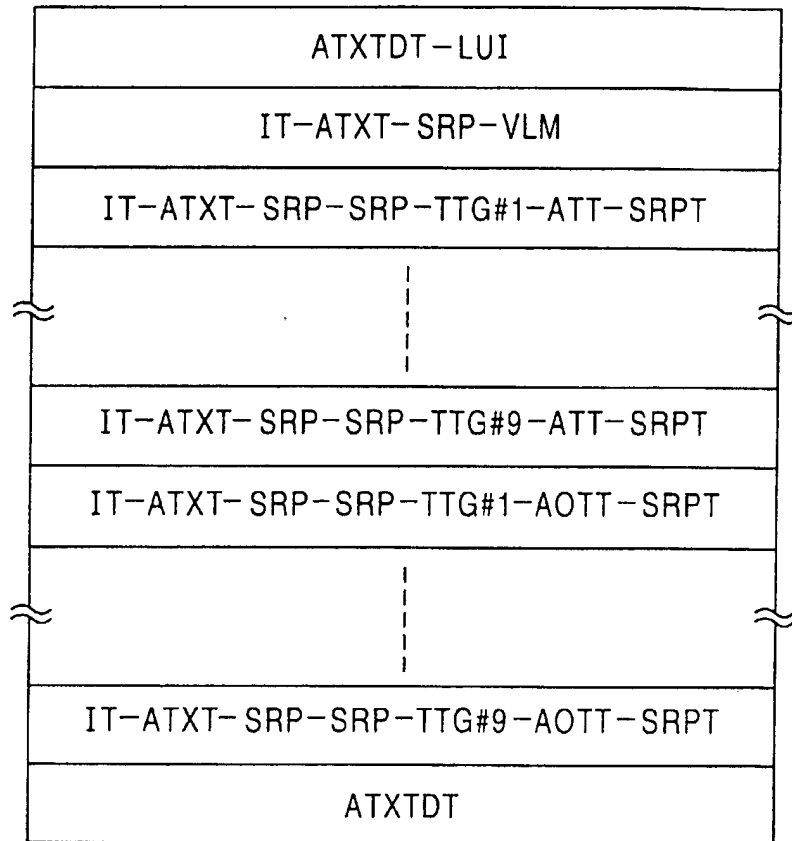 ATXTDT-LUI
IT-ATXT-SRP-VLM
IT-ATXT-SRP-SRP-TTG#1-ATT-SRPT
IT-ATXT-SRP-SRP-TTG#9-ATT-SRPT
IT-ATXT-SRP-SRP-TTG#1-AOTT-SRPT
IT-ATXT-SRP-SRP-TTG#9-AOTT-SRPT
ATXTDT